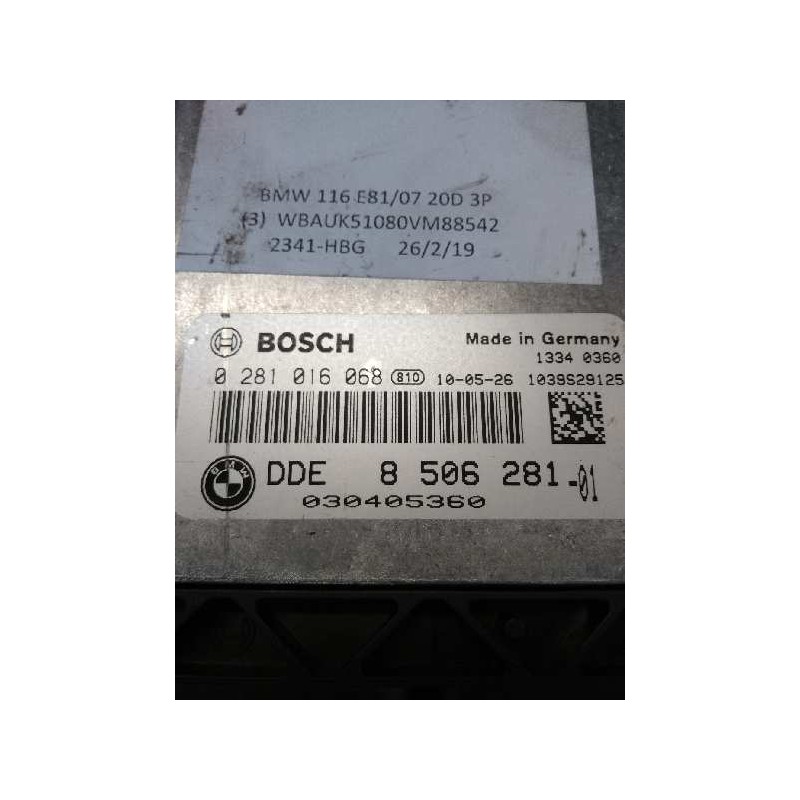 BMW 116 E81/07 20D 3P
(3) WBAUK51080VM88542
2341-HBG 26/2/19
BOSCH Made in Germany
1334 0360
0 281 016 068 810 10-05-26 1039S29125
BMW DDE 8 506 281-01
030405360